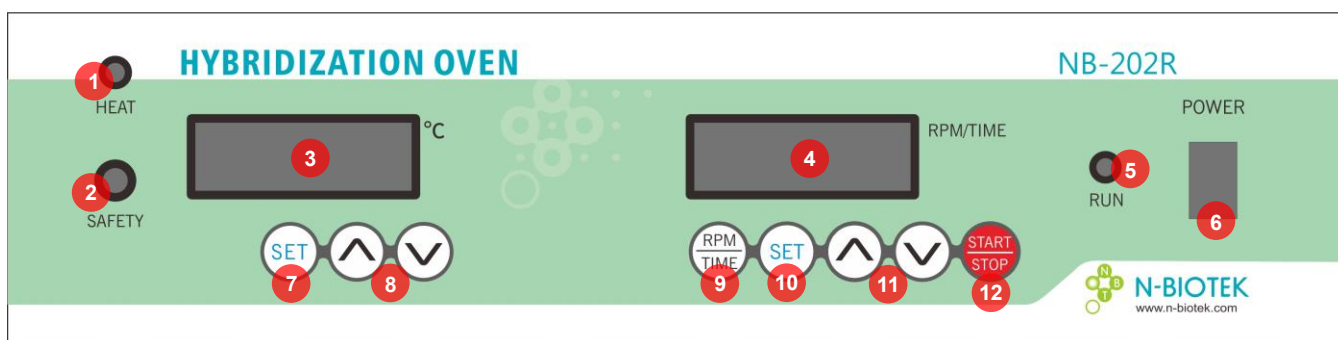 HYBRIDIZATION OVEN
NB-202R
1
HEAT
POWER
3
°C
4
RPM/TIME
2
SAFETY
5
RUN
6
SET
7
8
RPM
TIME
9
SET
10
11
START
STOP
12
N
B
T
N-BIOTEK
www.n-biotek.com